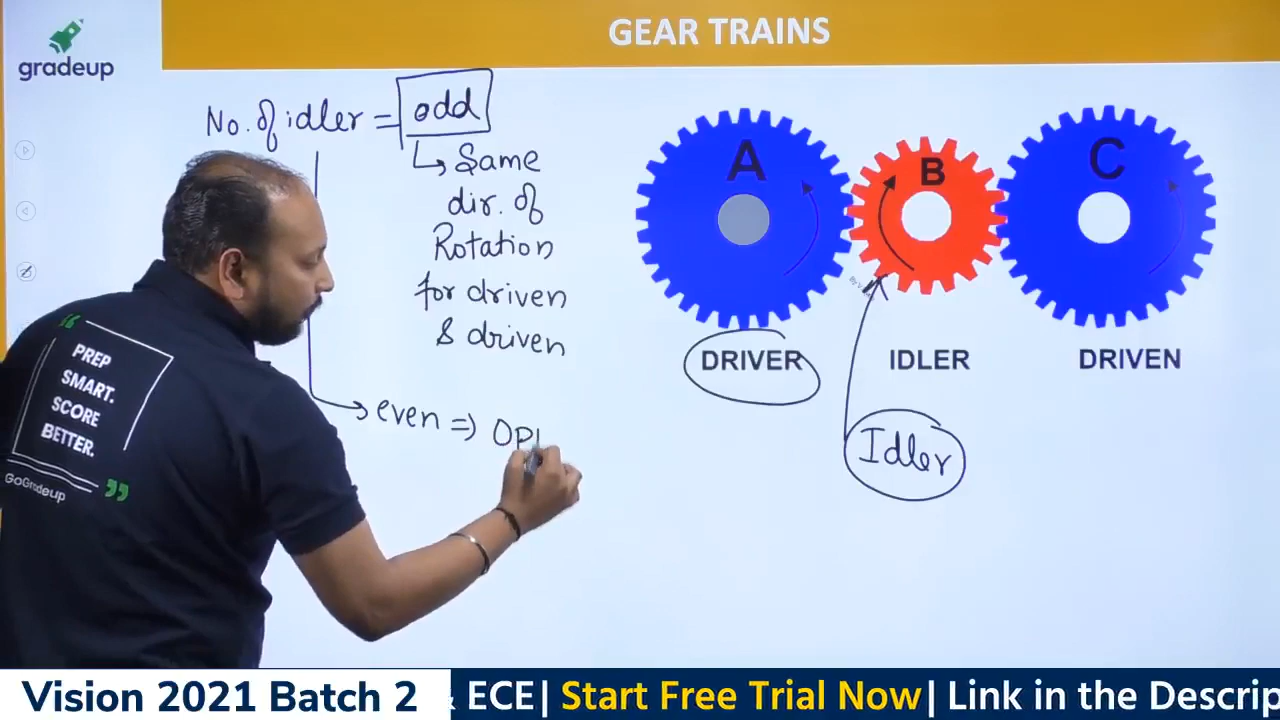 GEAR TRAINS
gradeup
No. of idler = odd
↳ Same
dir. of
Rotation
for driven
& driven
even ⇒ OPP
A
B
C
DRIVER
IDLER
DRIVEN
Idler
PREP
SMART.
SCORE
BETTER.
GoGradeup
Vision 2021 Batch 2
& ECE| Start Free Trial Now| Link in the Descrip